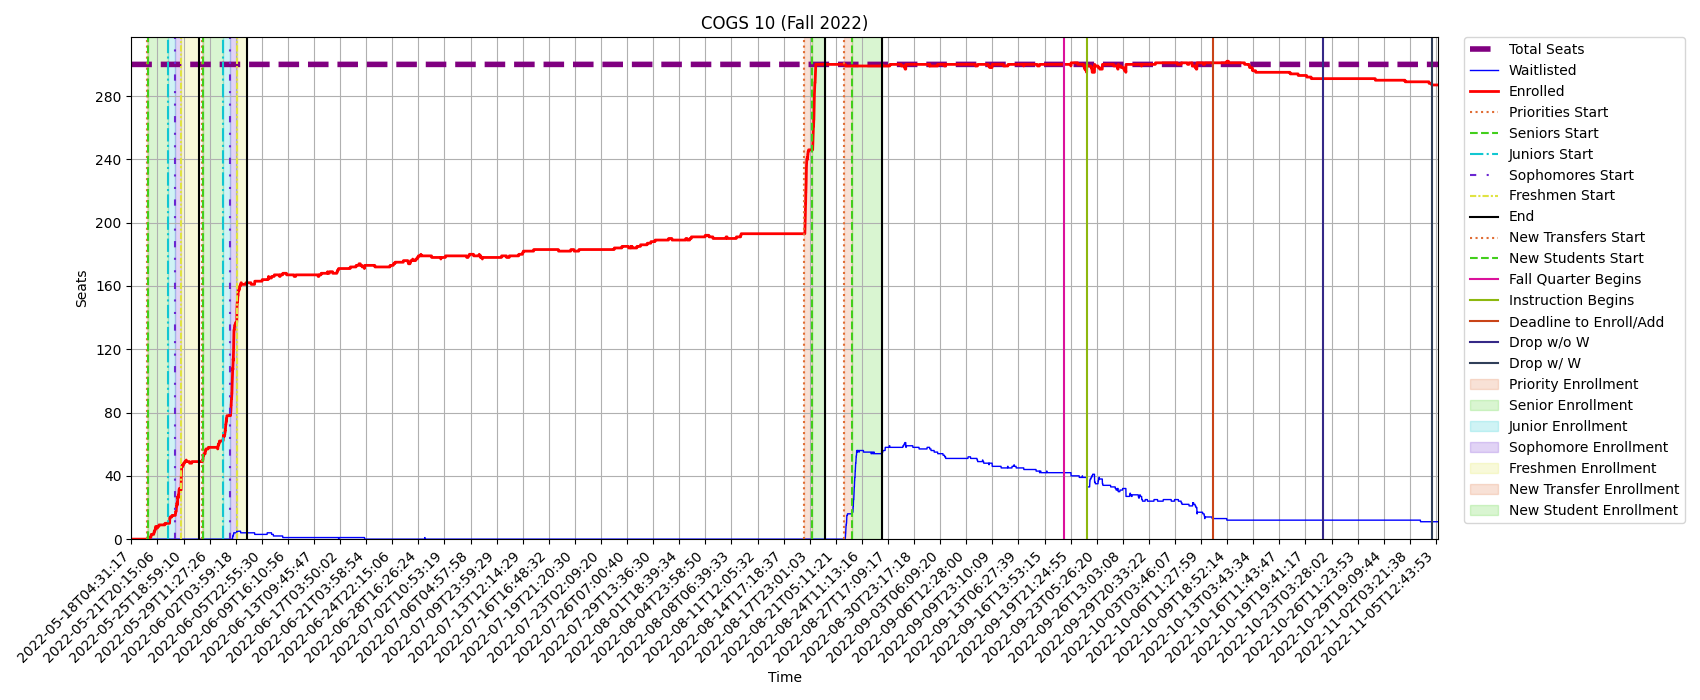 COGS 10 (Fall 2022)
Seats
280
240
200
160
120
80
40
0
2022-05-18T04:31:17
2022-05-21T20:15:06
2022-05-25T18:59:10
2022-05-29T11:27:26
2022-06-02T03:59:18
2022-06-05T22:55:30
2022-06-09T16:10:56
2022-06-13T09:45:47
2022-06-17T03:50:02
2022-06-21T03:58:54
2022-06-24T22:15:06
2022-06-28T16:26:24
2022-07-02T10:53:19
2022-07-06T04:57:58
2022-07-09T23:59:29
2022-07-13T12:14:29
2022-07-16T16:48:32
2022-07-19T21:20:30
2022-07-23T02:09:20
2022-07-26T07:00:40
2022-07-29T13:36:30
2022-08-01T18:39:34
2022-08-04T23:58:50
2022-08-08T06:39:33
2022-08-11T12:05:32
2022-08-14T17:18:37
2022-08-17T23:01:03
2022-08-21T05:11:21
2022-08-24T11:13:16
2022-08-27T17:09:17
2022-08-30T23:17:18
2022-09-03T06:09:20
2022-09-06T12:28:00
2022-09-09T23:10:09
2022-09-13T06:27:39
2022-09-16T13:53:15
2022-09-19T21:24:55
2022-09-23T05:26:20
2022-09-26T13:03:08
2022-09-29T20:33:22
2022-10-03T03:46:07
2022-10-06T11:27:59
2022-10-09T18:52:14
2022-10-13T03:43:34
2022-10-16T11:43:47
2022-10-19T19:41:17
2022-10-23T03:28:02
2022-10-26T11:23:53
2022-10-29T19:09:44
2022-11-02T03:21:38
2022-11-05T12:43:53
Time
Total Seats
Waitlisted
Enrolled
Priorities Start
Seniors Start
Juniors Start
Sophomores Start
Freshmen Start
End
New Transfers Start
New Students Start
Fall Quarter Begins
Instruction Begins
Deadline to Enroll/Add
Drop w/o W
Drop w/ W
Priority Enrollment
Senior Enrollment
Junior Enrollment
Sophomore Enrollment
Freshmen Enrollment
New Transfer Enrollment
New Student Enrollment